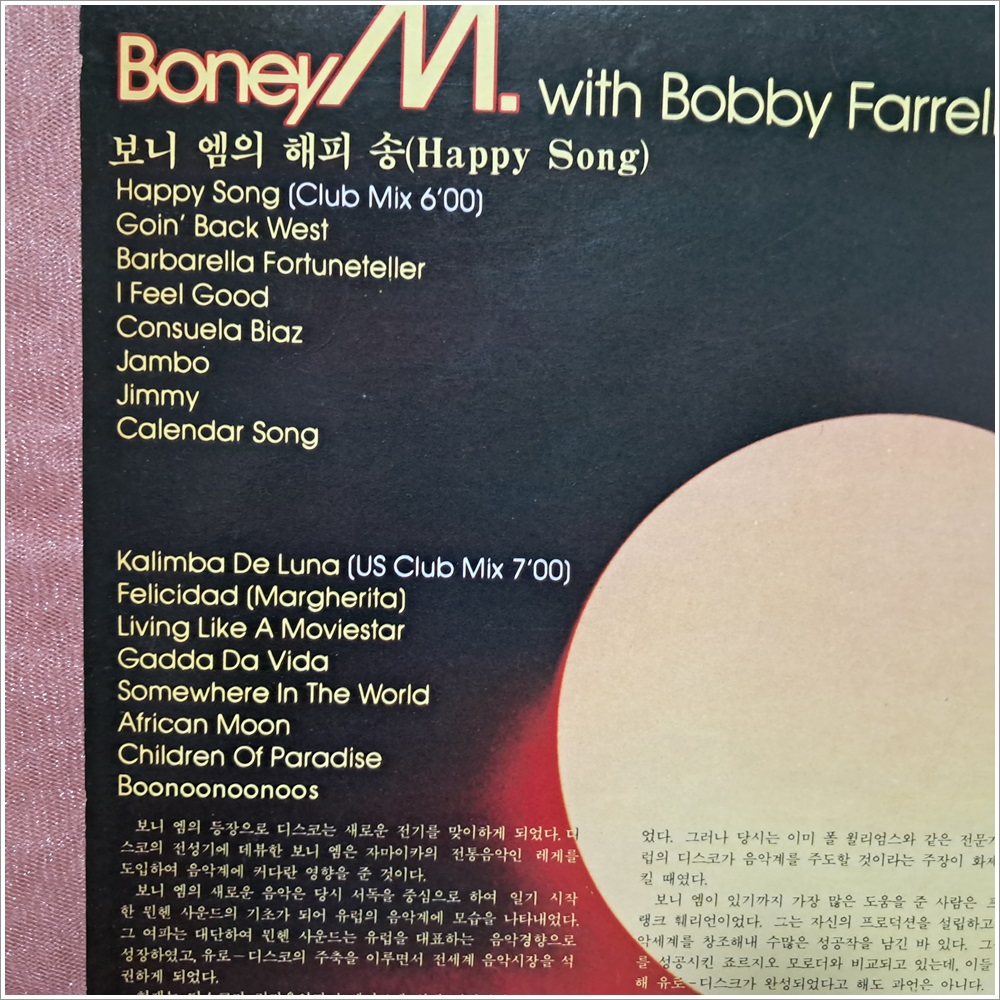 Boney M. with Bobby Farrell
보니 엠의 해피 송(Happy Song)
Happy Song (Club Mix 6'00)
Goin' Back West
Barbarella Fortuneteller
I Feel Good
Consuela Biaz
Jambo
Jimmy
Calendar Song
Kalimba De Luna (US Club Mix 7'00)
Felicidad (Margherita)
Living Like A Moviestar
Gadda Da Vida
Somewhere In The World
African Moon
Children Of Paradise
Boonoonoonoos
보니 엠의 등장으로 디스코는 새로운 전기를 맞이하게 되었다. 디
스코의 전성기에 데뷔한 보니 엠은 자마이카의 전통음악인 레게를
도입하여 음악계에 커다란 영향을 준 것이다.
보니 엠의 새로운 음악은 당시 서독을 중심으로 하여 일기 시작
한 뮌헨 사운드의 기초가 되어 유럽의 음악계에 모습을 나타내었다.
그 여파는 대단하여 뮌헨 사운드는 유럽을 대표하는 음악경향으로
성장하였고, 유로-디스코의 주축을 이루면서 전세계 음악시장을 석
권하게 되었다.
었다. 그러나 당시는 이미 폴 윌리엄스와 같은 전문가
럽의 디스코가 음악계를 주도할 것이라는 주장이 화제
킬 때였다.
보니 엠이 있기까지 가장 많은 도움을 준 사람은 프
랭크 훼리언이었다. 그는 자신의 프로덕션을 설립하고
악세계를 창조해내 수많은 성공작을 남긴 바 있다. 그
를 성공시킨 죠르지오 모로더와 비교되고 있는데, 이들
해 유로-디스코가 완성되었다고 해도 과언은 아니다.